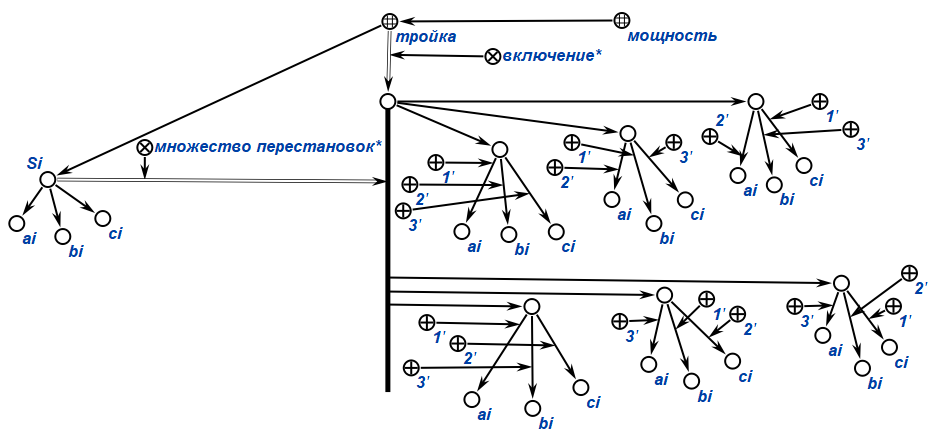 тройка
мощность
включение*
множество перестановок*
Si
ai
bi
ci
1'
2'
3'
ai
bi
ci
1'
2'
3'
ai
bi
ci
2'
1'
3'
ai
bi
ci
1'
2'
3'
ai
bi
ci
3'
1'
2'
ai
bi
ci
3'
2'
1'
ai
bi
ci